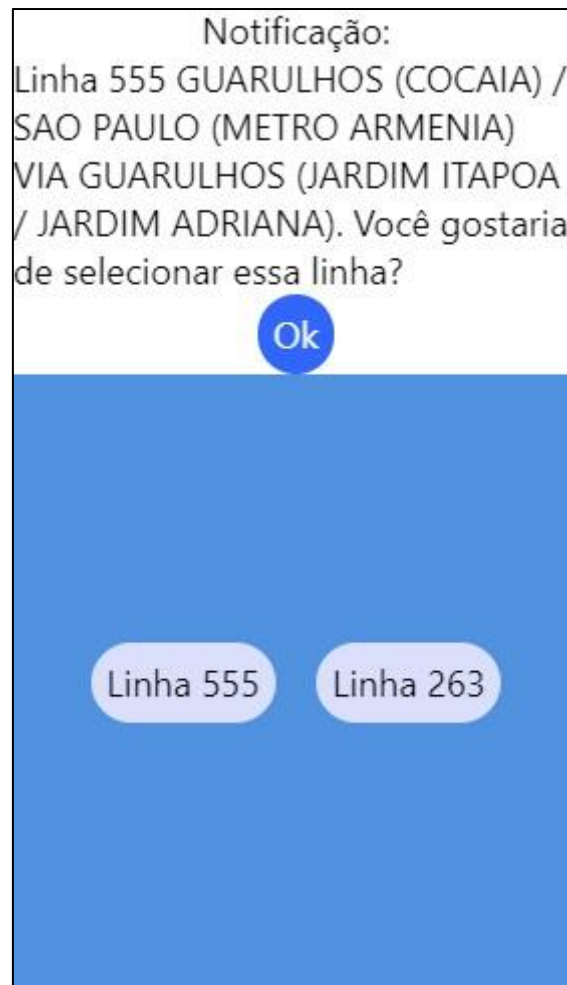 Notificação:
Linha 555 GUARULHOS (COCAIA) /
SAO PAULO (METRO ARMENIA)
VIA GUARULHOS (JARDIM ITAPOA
/ JARDIM ADRIANA). Você gostaria
de selecionar essa linha?
Ok
Linha 555 Linha 263